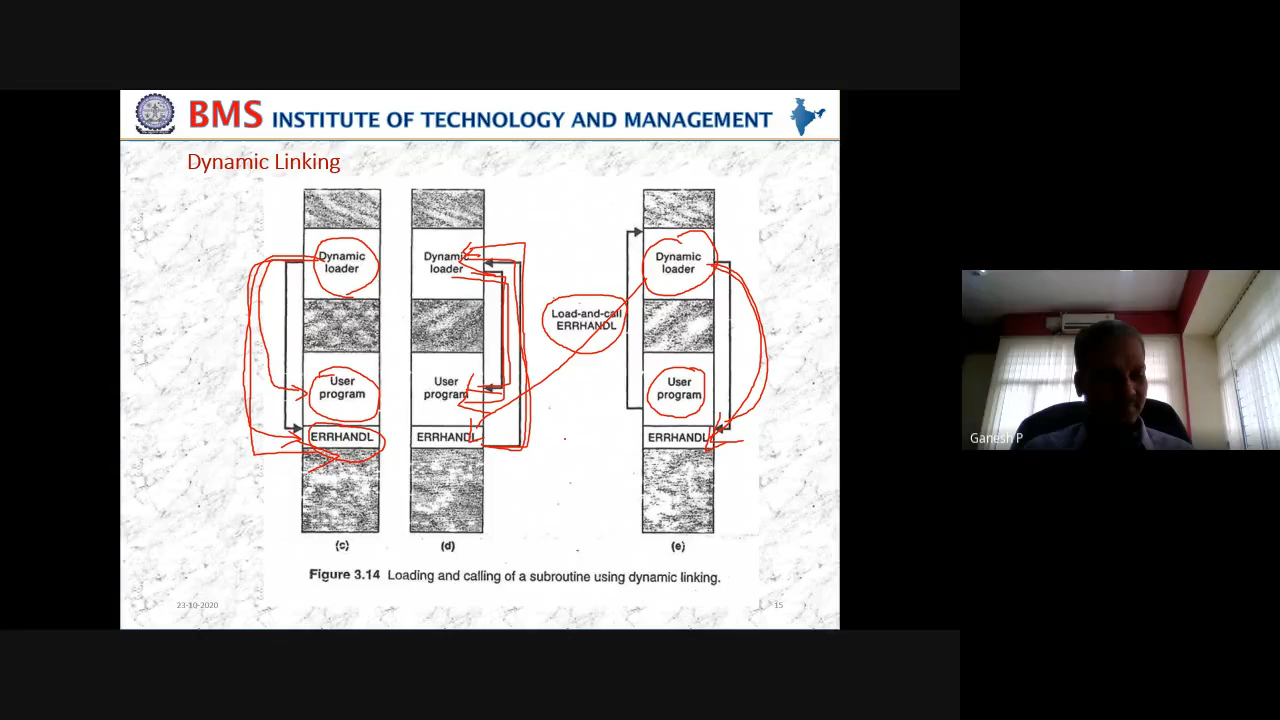 BMS INSTITUTE OF TECHNOLOGY AND MANAGEMENT
Dynamic Linking
Dynamic
loader
User
program
ERRHANDL
(c)
Dynamic
loader
User
program
ERRHANDL
(d)
Load-and-call
ERRHANDL
Dynamic
loader
User
program
ERRHANDL
(e)
Figure 3.14 Loading and calling of a subroutine using dynamic linking.
23-10-2020
15
Ganesh P